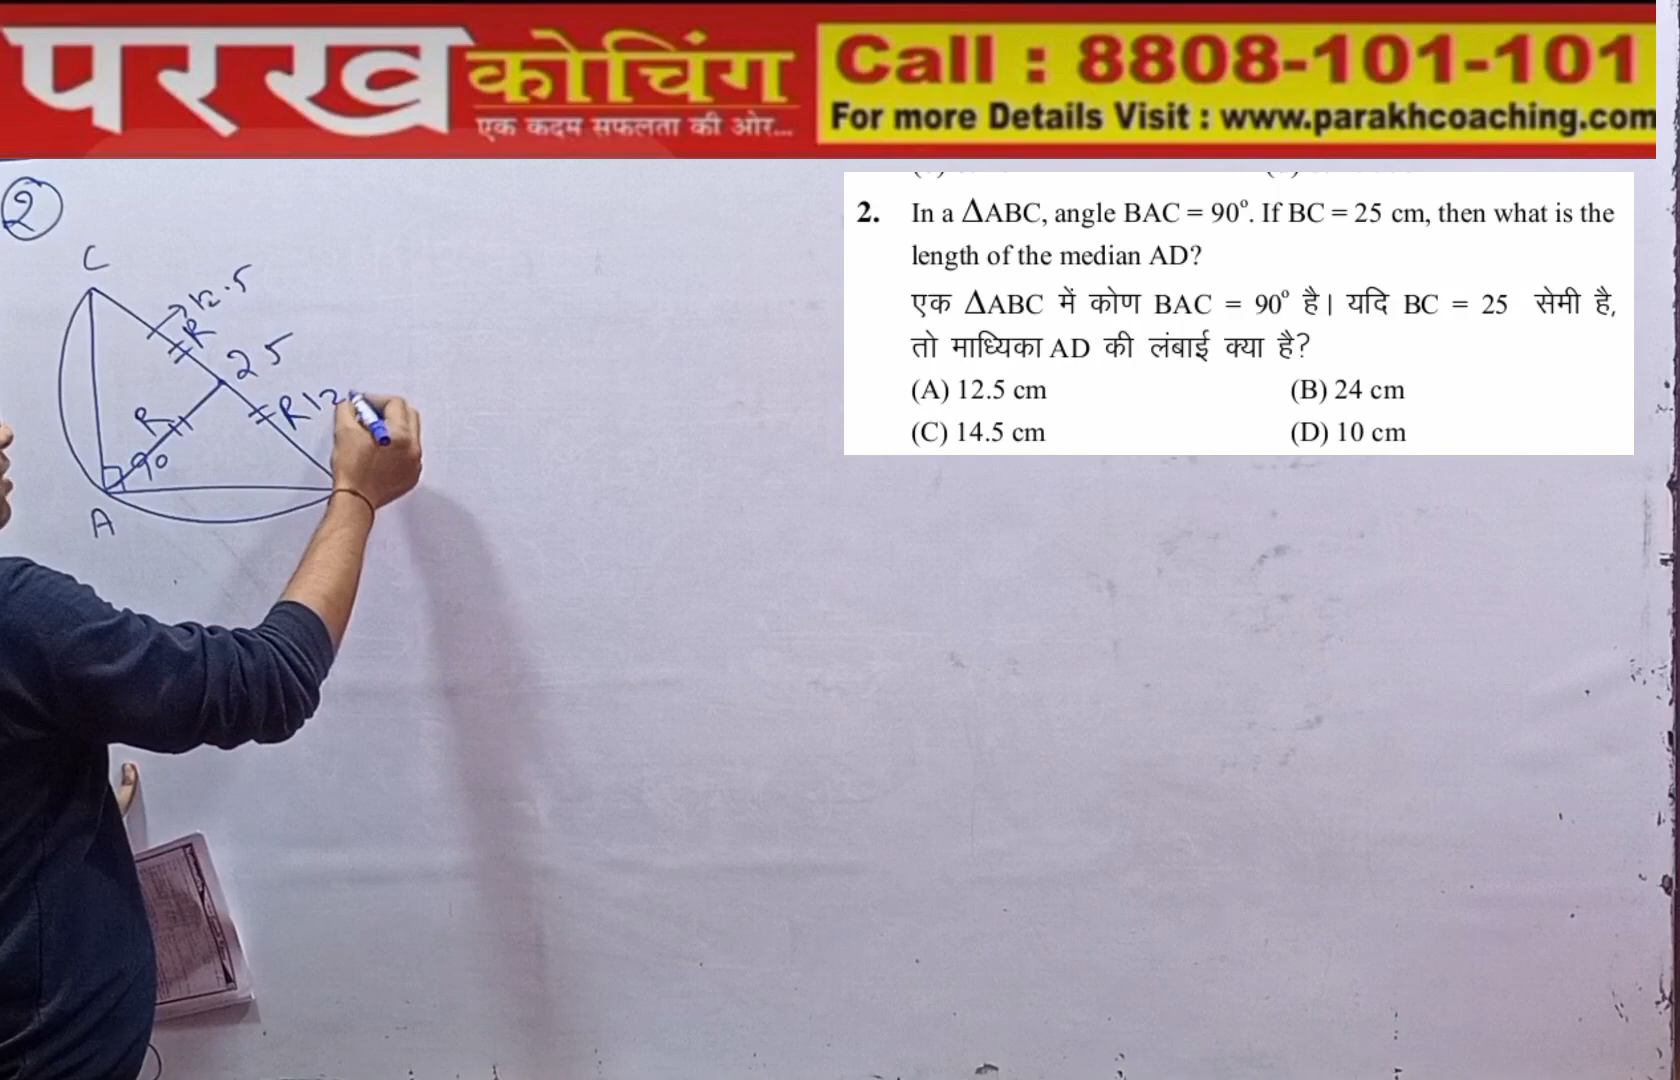 परख कोचिंग
एक कदम सफलता की ओर...
Call : 8808-101-101
For more Details Visit : www.parakhcoaching.com
2
C
12.5
R
25
R 12
R
90
A
2. In a ΔABC, angle BAC = 90°. If BC = 25 cm, then what is the
length of the median AD?
एक ΔABC में कोण BAC = 90° है। यदि BC = 25 सेमी है,
तो माध्यिका AD की लंबाई क्या है?
(A) 12.5 cm (B) 24 cm
(C) 14.5 cm (D) 10 cm